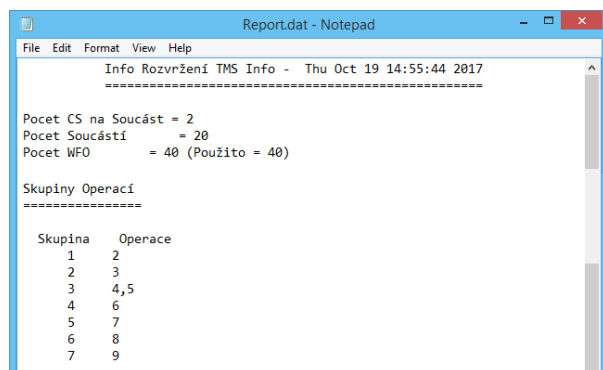 Report.dat - Notepad
File Edit Format View Help
Info Rozvržení TMS Info - Thu Oct 19 14:55:44 2017
===================================================
Pocet CS na Soucást = 2
Pocet Soucástí = 20
Pocet WFO = 40 (Použito = 40)
Skupiny Operací
================
Skupina Operace
1 2
2 3
3 4,5
4 6
5 7
6 8
7 9